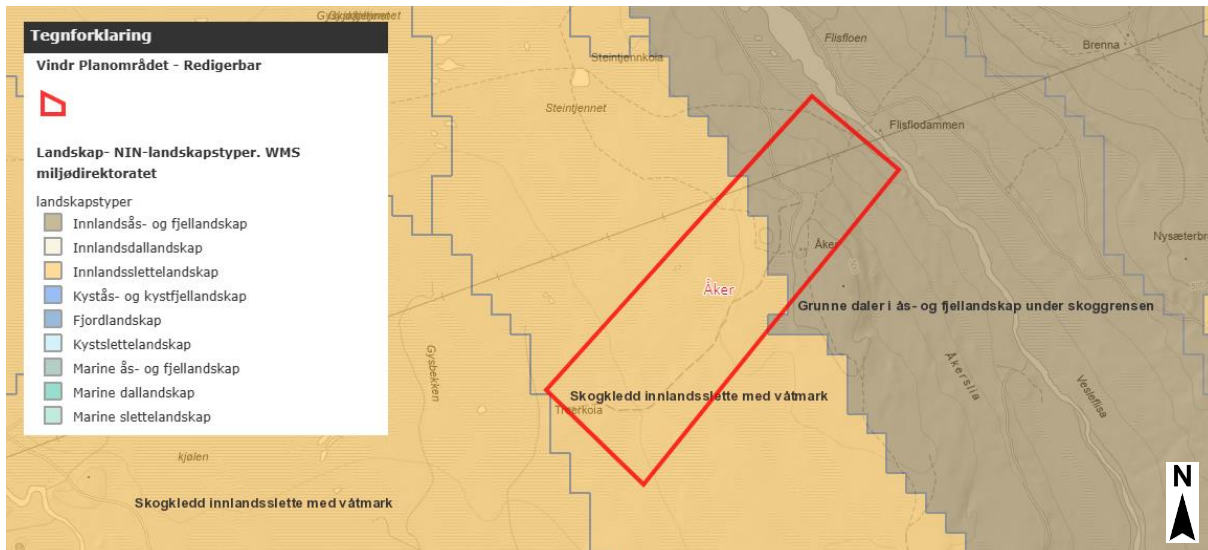 Tegnforklaring
Vindr Planområdet - Redigerbar
Landskap- NIN-landskapstyper. WMS
miljødirektoratet
landskapstyper
Innlandsås- og fjellandskap
Innlandsdallandskap
Innlandsslettelandskap
Kystås- og kystfjellandskap
Fjordlandskap
Kystslettelandskap
Marine ås- og fjellandskap
Marine dallandskap
Marine slettelandskap
Steintjennkoia
Steintjennet
Flisfloen
Brenna
Flisflodammen
Åker
Nysæterbr
Åker
Grunne daler i ås- og fjellandskap under skoggrensen
Gysbekken
Åkerslia
Vesleflisa
Skogkledd innlandsslette med våtmark
kjølen
Skogkledd innlandsslette med våtmark
N